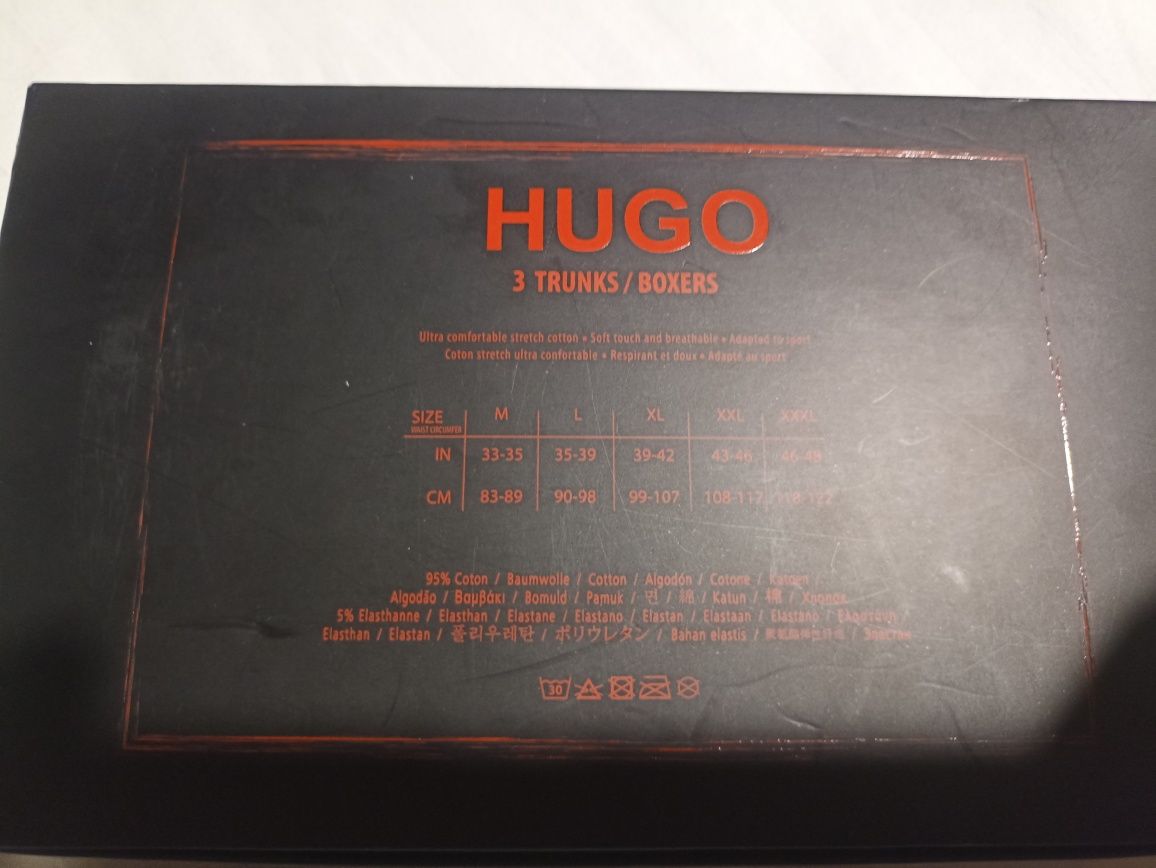 HUGO
3 TRUNKS / BOXERS
Ultra comfortable stretch cotton • Soft touch and breathable • Adapted to sport
Coton stretch ultra confortable • Respirant et doux • Adapté au sport
SIZE M L XL XXL XXXL
WAIST CIRCUMFER
IN 33-35 35-39 39-42 43-46 46-48
CM 83-89 90-98 99-107 108-117 118-122
95% Coton / Baumwolle / Cotton / Algodón / Cotone / Katoen /
Algodão / Βαμβάκι / Bomuld / Pamuk / 면 / 綿 / Katun / 棉 /
5% Elasthanne / Elasthan / Elastane / Elastano / Elastan / Elastaan / Elastano /
Elasthan / Elastan / 폴리우레탄 / ポリウレタン / Bahan elastis /
30